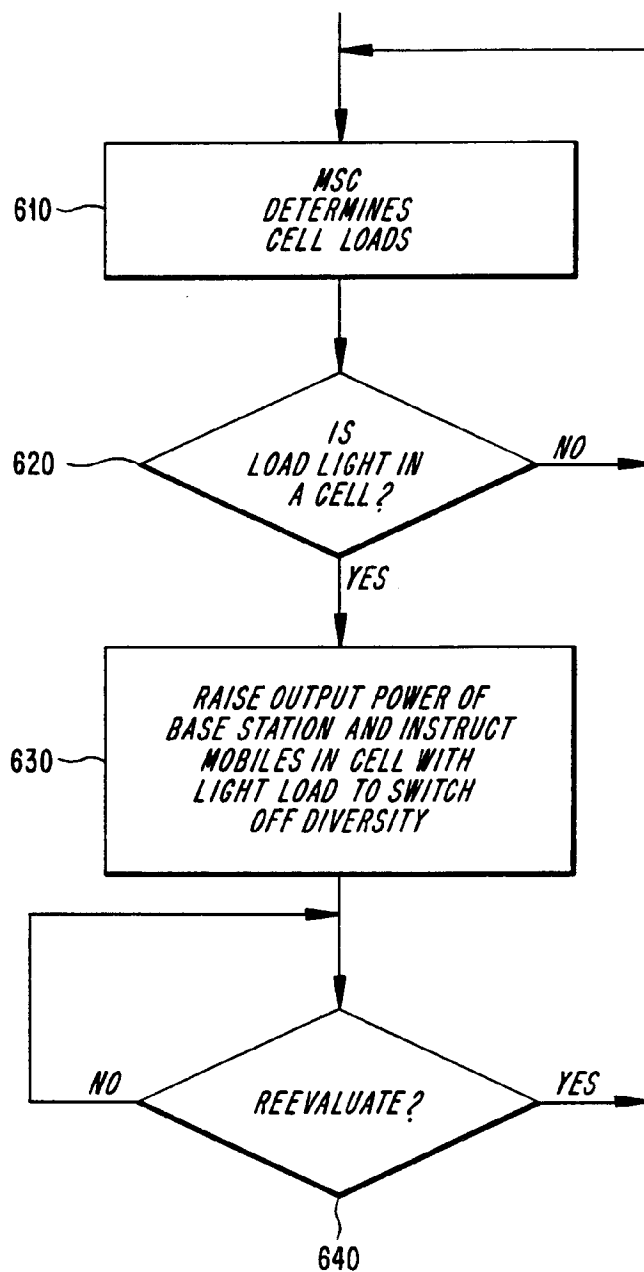 610
MSC
DETERMINES
CELL LOADS
620
IS
LOAD LIGHT IN
A CELL?
NO
YES
630
RAISE OUTPUT POWER OF
BASE STATION AND INSTRUCT
MOBILES IN CELL WITH
LIGHT LOAD TO SWITCH
OFF DIVERSITY
NO
REEVALUATE?
YES
640